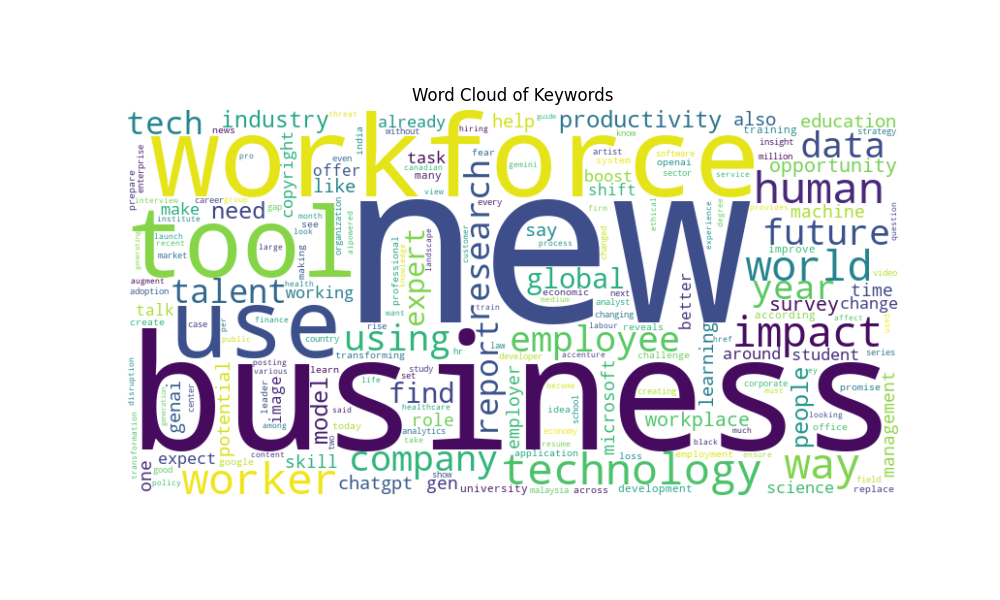 Word Cloud of Keywords
tech
industry
news
threat
already
without
hiring
help
guide
productivity
also
training
education
strategy
workforce
india
copyright
pro
even
offer
like
task
canadian
many
view
fear
gemini
artist
system
boost
shift
know
software
openai
sector
service
insight
million
data
opportunity
human
enterprise
prepare
interview
career
group
make
institute
need
gap
month
see
look
organization
aipowered
research
every
firm
ethical
experience
degree
provides
machine
future
question
tool
new
generating
recent
market
large
making
professional
knowledge
expert
landscape
customer
say
process
changed
improve
world
video
augment
adoption
health
talent
working
want
train
global
economic
medium
analyst
next
changing
better
year
survey
time
change
used
talk
create
case
per
finance
use
rise
report
labour
reveals
law
according
affect
impact
public
country
using
hr
employee
developer
accenture
challenge
href
learning
around
student
series
transforming
disruption
business
genai
generation
center
potential
posting
various
leader
among
image
learn
set
model
said
two
study
life
today
find
healthcare
role
analytics
take
employer
become
idea
school
economy
resume
application
microsoft
creating
workplace
much
corporate
must
people
ey
promise
looking
office
management
transformation
one
expect
good
policy
google
content
skill
worker
company
chatgpt
show
gen
university
technology
malaysia
across
loss
black
employment
ensure
development
way
science
field
replace